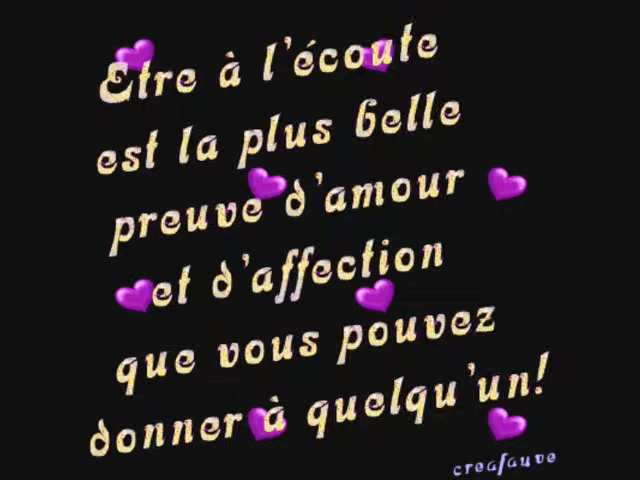 Etre à l'écoute
est la plus belle
preuve d'amour
et d'affection
que vous pouvez
donner à quelqu'un!
creafauve